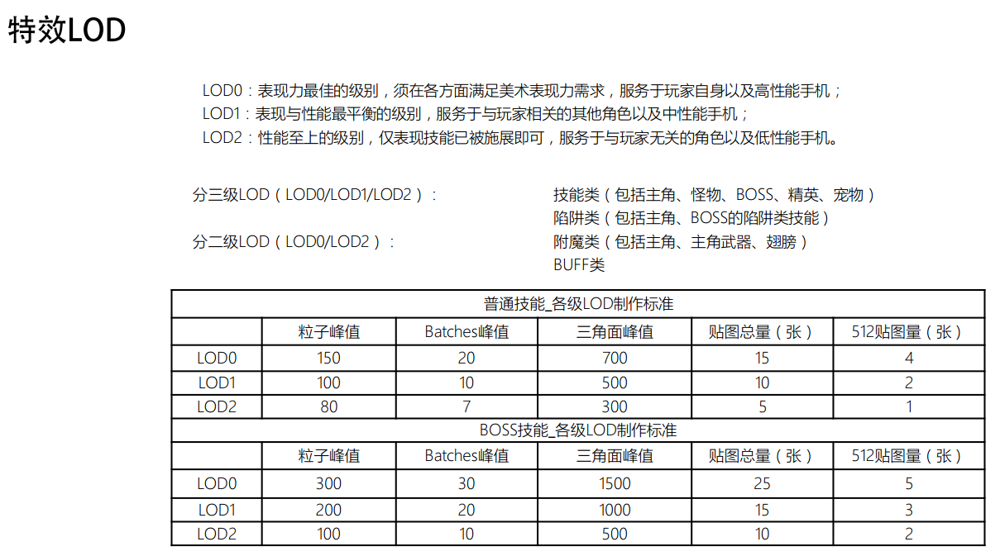 特效LOD
LOD0：表现力最佳的级别，须在各方面满足美术表现力需求，服务于玩家自身以及高性能手机；
LOD1：表现与性能最平衡的级别，服务于与玩家相关的其他角色以及中性能手机；
LOD2：性能至上的级别，仅表现技能已被施展即可，服务于与玩家无关的角色以及低性能手机。
分三级LOD（LOD0/LOD1/LOD2）： 技能类（包括主角、怪物、BOSS、精英、宠物）
陷阱类（包括主角、BOSS的陷阱类技能）
分二级LOD（LOD0/LOD2）： 附魔类（包括主角、主角武器、翅膀）
BUFF类
普通技能_各级LOD制作标准
粒子峰值 Batches峰值 三角面峰值 贴图总量（张） 512贴图量（张）
LOD0 150 20 700 15 4
LOD1 100 10 500 10 2
LOD2 80 7 300 5 1
BOSS技能_各级LOD制作标准
粒子峰值 Batches峰值 三角面峰值 贴图总量（张） 512贴图量（张）
LOD0 300 30 1500 25 5
LOD1 200 20 1000 15 3
LOD2 100 10 500 10 2